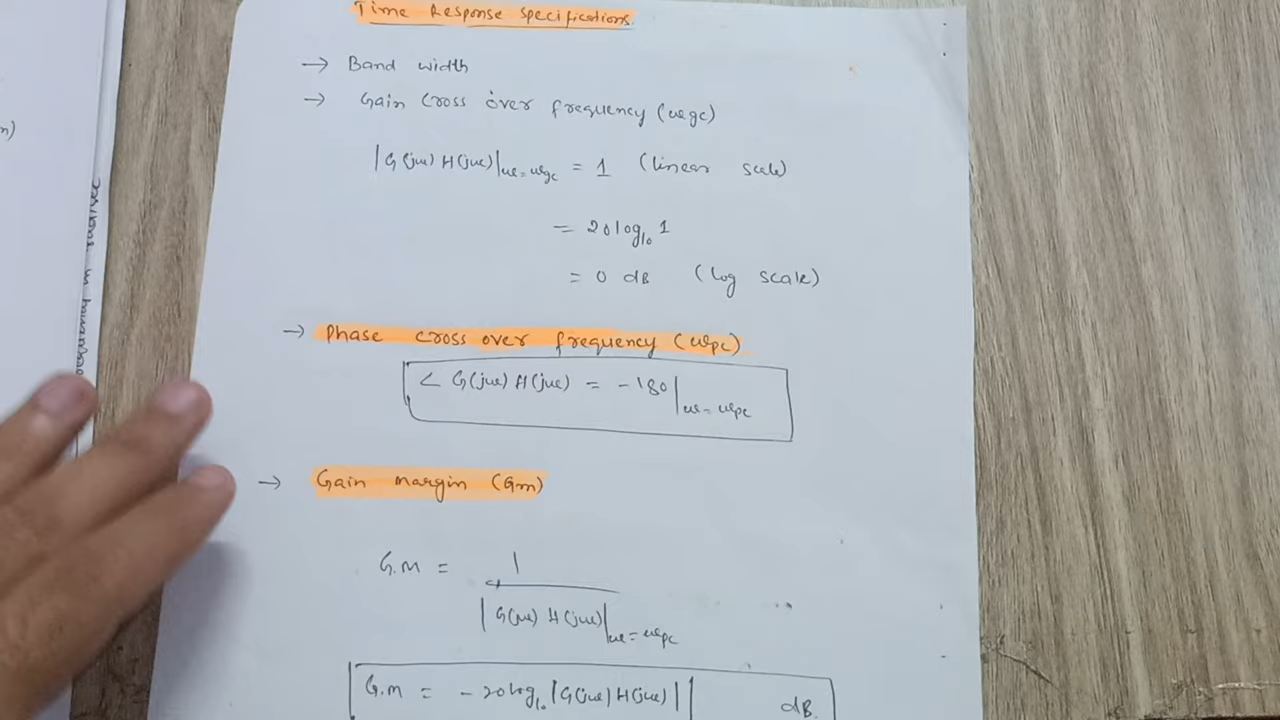 Time Response Specifications.
→ Band width
→ Gain Cross over frequency (ωgc)
|G(jω) H(jω)|ω=ωgc = 1 (linear scale)
= 20 log10 1
= 0 dB (log scale)
→ Phase cross over frequency (ωpc)
∠ G(jω) H(jω) = -180|ω=ωpc
→ Gain margin (Gm)
G.M = 1
|G(jω) H(jω)|ω=ωpc
G.M = -20log10 |G(jω)H(jω)|| dB.